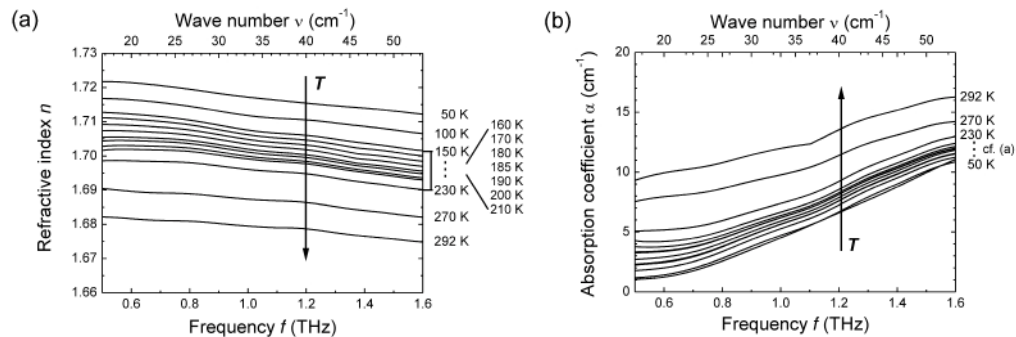 (a)
Wave number ν (cm⁻¹)
20 25 30 35 40 45 50
1.73
1.72
1.71
1.70
1.69
1.68
1.67
1.66
Refractive index n
T
50 K
100 K
150 K
230 K
270 K
292 K
160 K
170 K
180 K
185 K
190 K
200 K
210 K
0.6 0.8 1.0 1.2 1.4 1.6
Frequency f (THz)
(b)
Wave number ν (cm⁻¹)
20 25 30 35 40 45 50
20
15
10
5
0
Absorption coefficient α (cm⁻¹)
T
292 K
270 K
230 K
cf. (a)
50 K
0.6 0.8 1.0 1.2 1.4 1.6
Frequency f (THz)